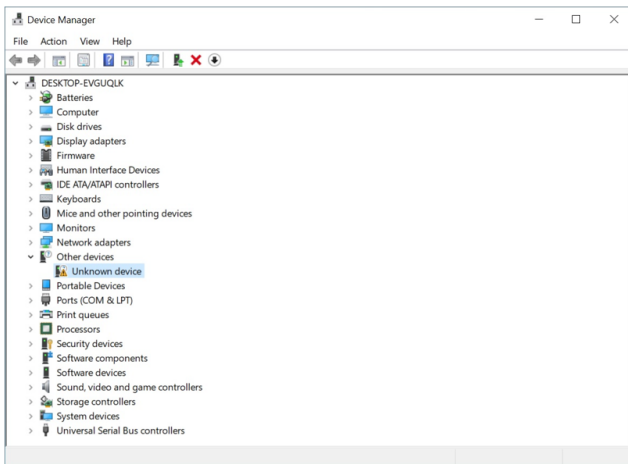 Device Manager
File Action View Help
DESKTOP-EVGUQLK
Batteries
Computer
Disk drives
Display adapters
Firmware
Human Interface Devices
IDE ATA/ATAPI controllers
Keyboards
Mice and other pointing devices
Monitors
Network adapters
Other devices
Unknown device
Portable Devices
Ports (COM & LPT)
Print queues
Processors
Security devices
Software components
Software devices
Sound, video and game controllers
Storage controllers
System devices
Universal Serial Bus controllers